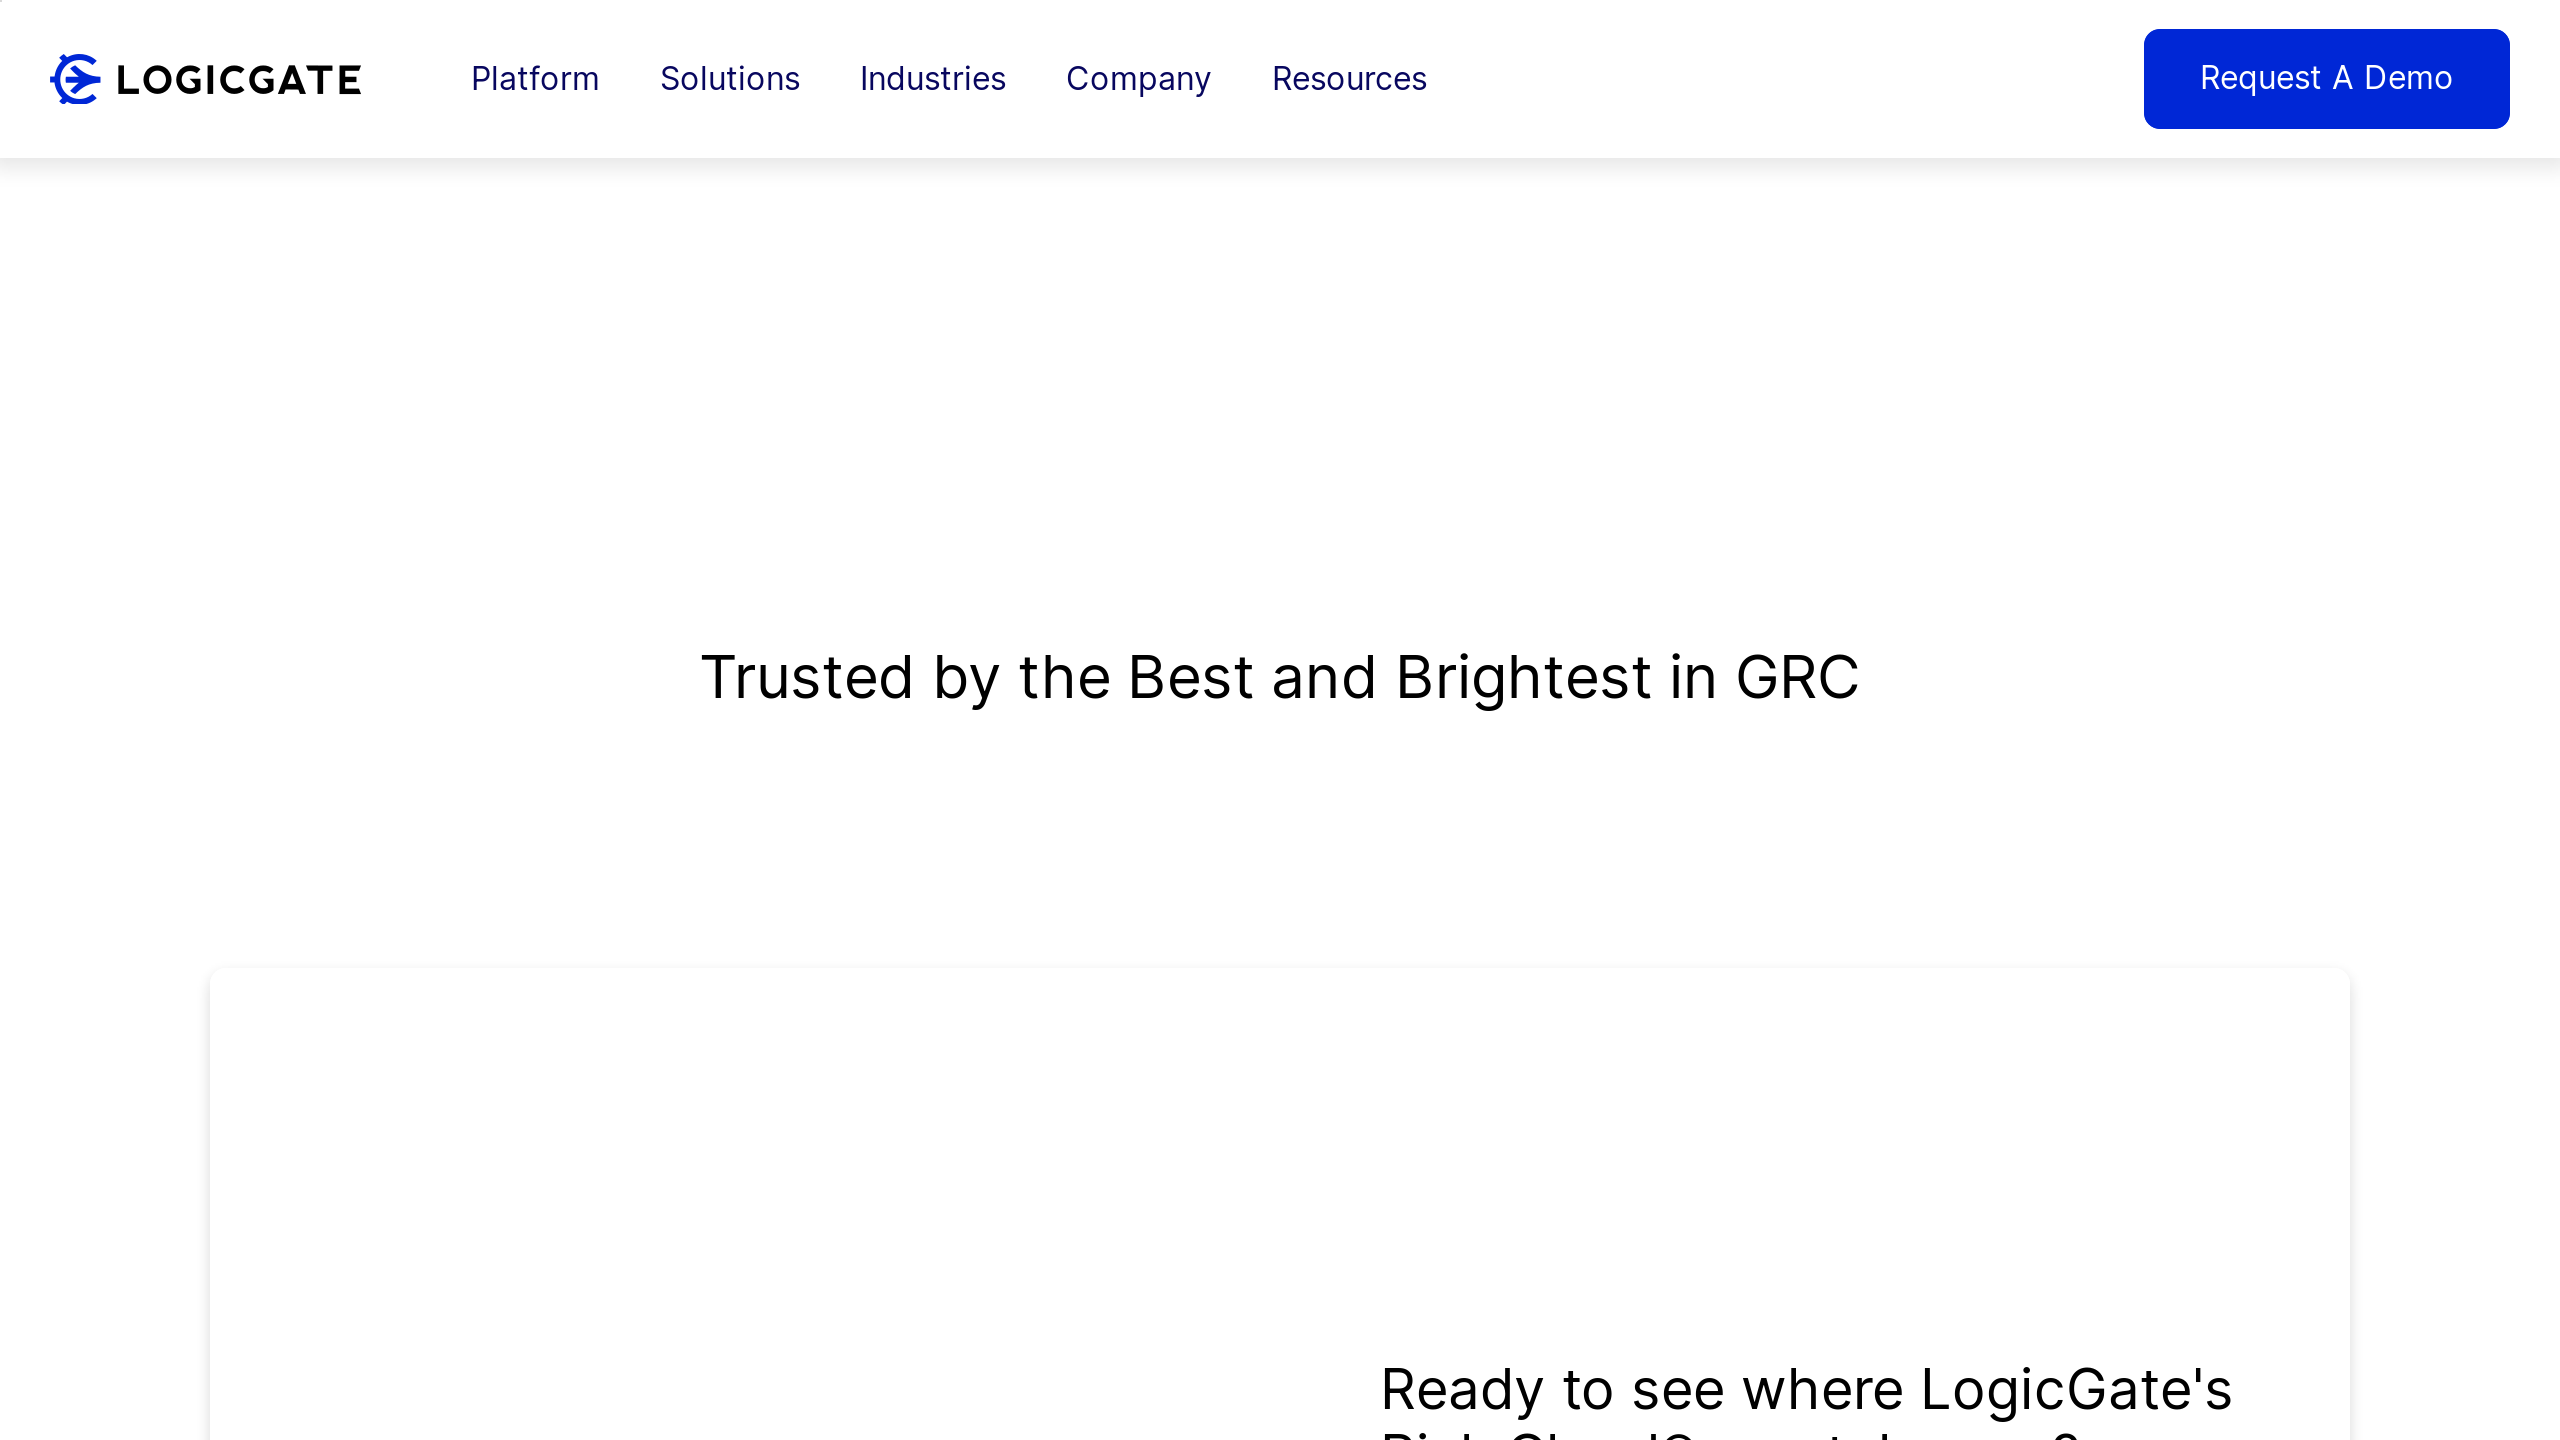 LOGICGATE
Platform
Solutions
Industries
Company
Resources
Request A Demo
Trusted by the Best and Brightest in GRC
Ready to see where LogicGate's